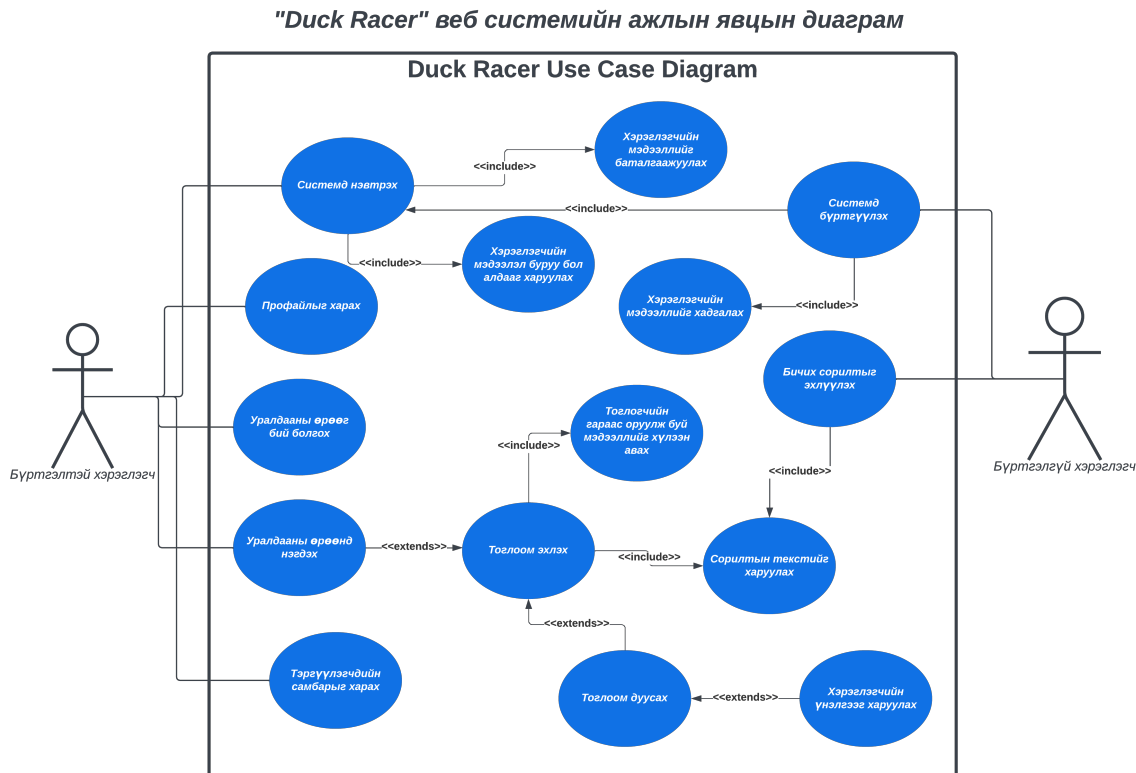 "Duck Racer" веб системийн ажлын явцын диаграм
Duck Racer Use Case Diagram
Хэрэглэгчийн
мэдээллийг
баталгаажуулах
<<include>>
Системд нэвтрэх
Системд
бүртгүүлэх
<<include>>
Хэрэглэгчийн
мэдээлэл буруу бол
алдааг харуулах
<<include>>
Профайлыг харах
Хэрэглэгчийн
мэдээллийг хадгалах
<<include>>
Бичих сорилтыг
эхлүүлэх
Уралдааны өрөөг
бий болгох
Тоглогчийн
гараас оруулж буй
мэдээллийг хүлээн
авах
<<include>>
<<include>>
Бүртгэлтэй хэрэглэгч
Бүртгэлгүй хэрэглэгч
Уралдааны өрөөнд
нэгдэх
<<extends>>
Тоглоом эхлэх
<<include>>
Сорилтын текстийг
харуулах
<<extends>>
Тэргүүлэгчдийн
самбарыг харах
Тоглоом дуусах
<<extends>>
Хэрэглэгчийн
үнэлгээг харуулах